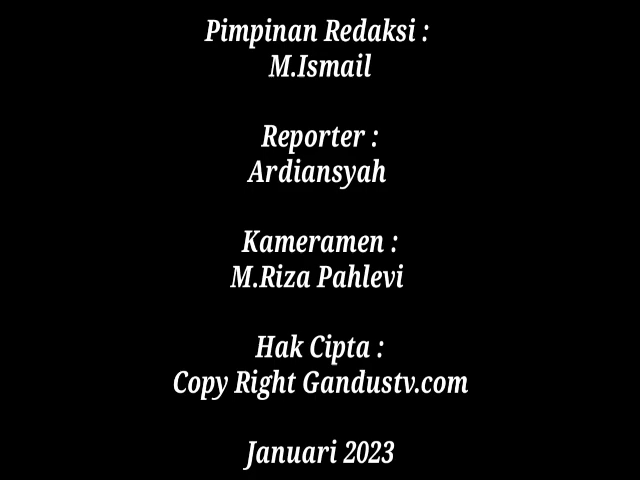 Pimpinan Redaksi :
M.Ismail
Reporter :
Ardiansyah
Kameramen :
M.Riza Pahlevi
Hak Cipta :
Copy Right Gandustv.com
Januari 2023